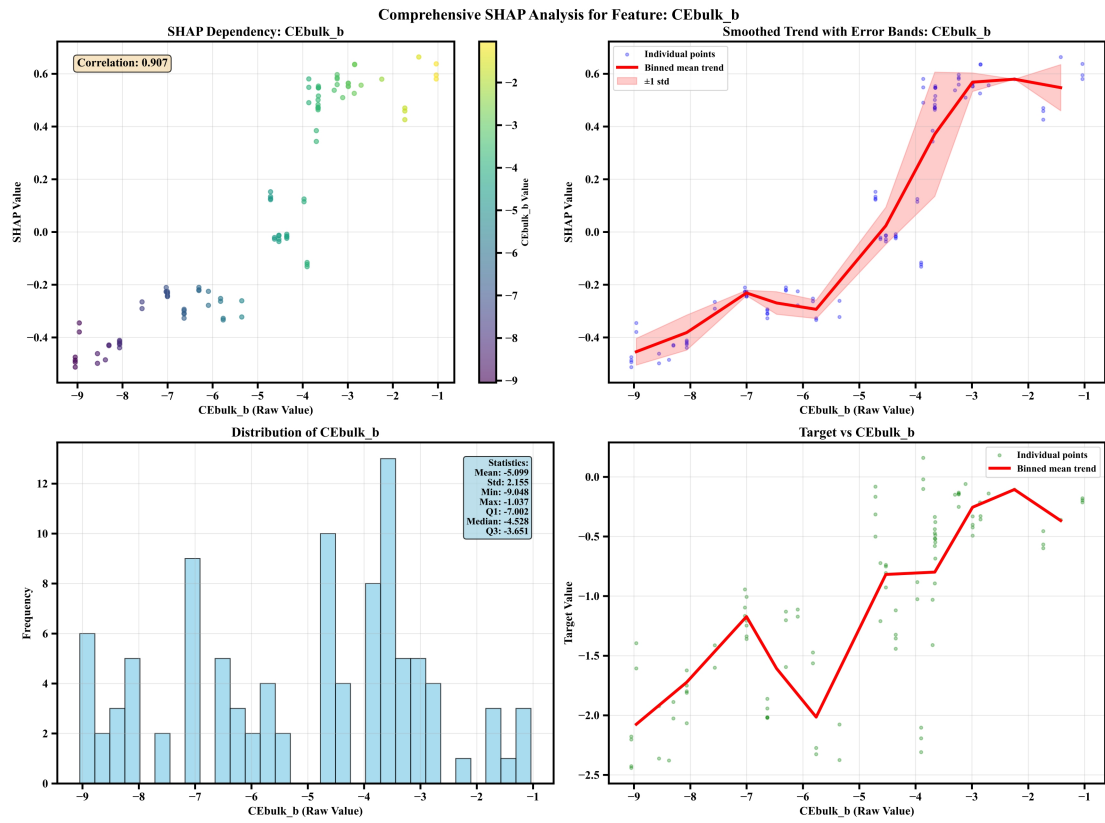 Comprehensive SHAP Analysis for Feature: CEbulk_b
SHAP Dependency: CEbulk_b
Correlation: 0.907
0.6
0.4
0.2
0.0
−0.2
−0.4
SHAP Value
−9
−8
−7
−6
−5
−4
−3
−2
−1
CEbulk_b (Raw Value)
−2
−3
−4
−5
−6
−7
−8
−9
CEbulk_b Value
Smoothed Trend with Error Bands: CEbulk_b
Individual points
Binned mean trend
±1 std
0.6
0.4
0.2
0.0
−0.2
−0.4
SHAP Value
−9
−8
−7
−6
−5
−4
−3
−2
−1
CEbulk_b (Raw Value)
Distribution of CEbulk_b
Statistics:
Mean: -5.099
Std: 2.155
Min: -9.048
Max: -1.037
Q1: -7.002
Median: -4.528
Q3: -3.651
12
10
8
6
4
2
0
Frequency
−9
−8
−7
−6
−5
−4
−3
−2
−1
CEbulk_b (Raw Value)
Target vs CEbulk_b
Individual points
Binned mean trend
0.0
−0.5
−1.0
−1.5
−2.0
−2.5
Target Value
−9
−8
−7
−6
−5
−4
−3
−2
−1
CEbulk_b (Raw Value)